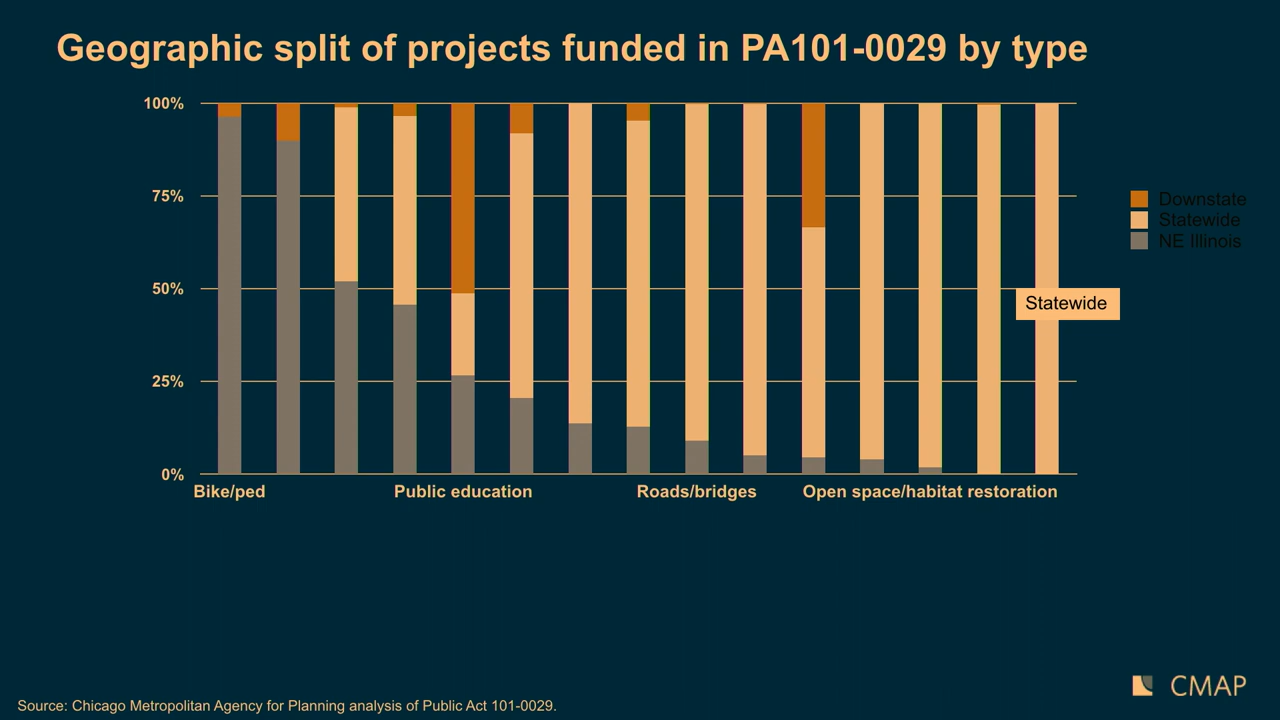 Geographic split of projects funded in PA101-0029 by type
100%
75%
50%
25%
0%
Downstate
Statewide
NE Illinois
Statewide
Bike/ped
Public education
Roads/bridges
Open space/habitat restoration
Source: Chicago Metropolitan Agency for Planning analysis of Public Act 101-0029.
CMAP